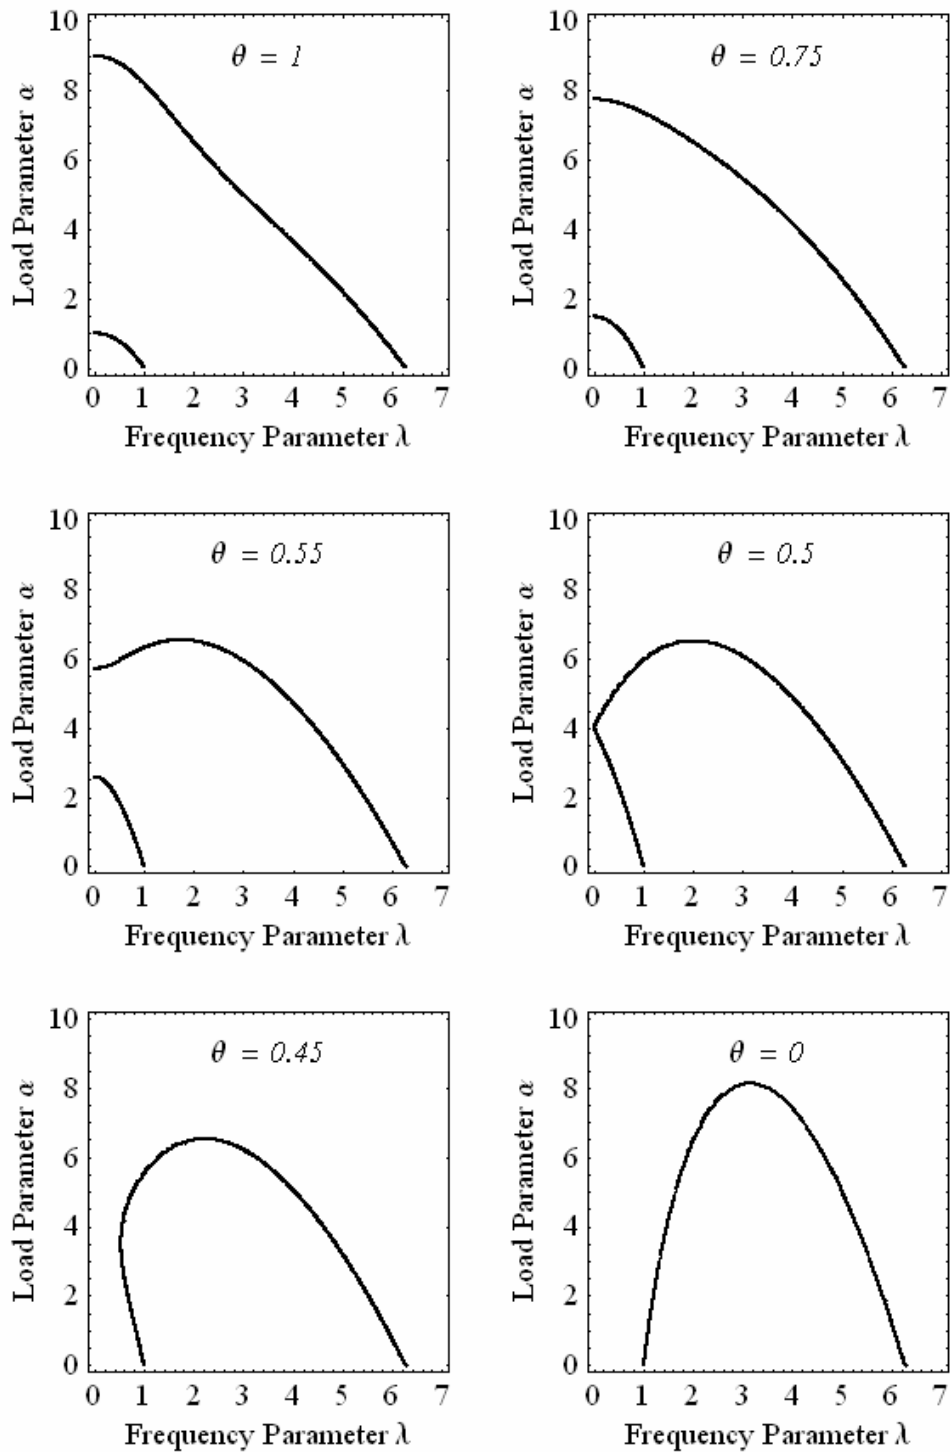 10
8
6
4
2
0
Load Parameter α
θ = 1
0 1 2 3 4 5 6 7
Frequency Parameter λ
10
8
6
4
2
0
Load Parameter α
θ = 0.75
0 1 2 3 4 5 6 7
Frequency Parameter λ
10
8
6
4
2
0
Load Parameter α
θ = 0.55
0 1 2 3 4 5 6 7
Frequency Parameter λ
10
8
6
4
2
0
Load Parameter α
θ = 0.5
0 1 2 3 4 5 6 7
Frequency Parameter λ
10
8
6
4
2
0
Load Parameter α
θ = 0.45
0 1 2 3 4 5 6 7
Frequency Parameter λ
10
8
6
4
2
0
Load Parameter α
θ = 0
0 1 2 3 4 5 6 7
Frequency Parameter λ